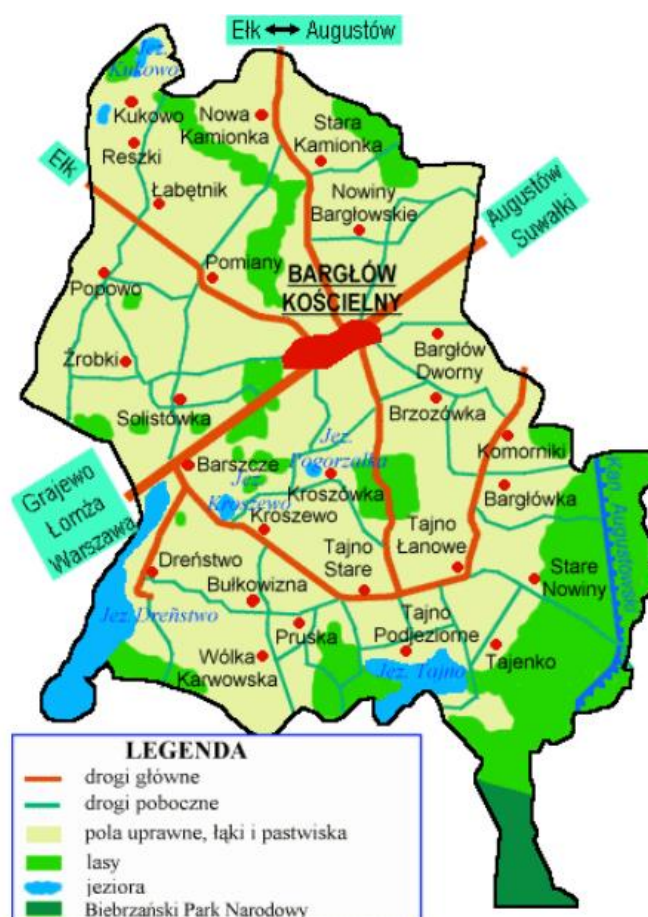 Ełk ↔ Augustów
Jez.
Kukowo
Kukowo
Nowa
Kamionka
Stara
Kamionka
Reszki
Ełk
Łabętnik
Nowiny
Bargłowskie
Augustów
Suwałki
Pomiany
BARGŁÓW
KOŚCIELNY
Popowo
Żrobki
Bargłów
Dworny
Solistówka
Brzozówka
Komorniki
Barszcze
Jez.
Pogorzałka
Kroszówka
Bargłówka
Kan. Augustowski
Grajewo
Łomża
Warszawa
Jez.
Kroszewo
Kroszewo
Tajno
Łanowe
Tajno
Stare
Dreństwo
Bułkowizna
Stare
Nowiny
Jez. Dreństwo
Pruska
Tajno
Podjeziorne
Tajenko
Wólka
Karwowska
Jez. Tajno
LEGENDA
drogi główne
drogi poboczne
pola uprawne, łąki i pastwiska
lasy
jeziora
Biebrzański Park Narodowy